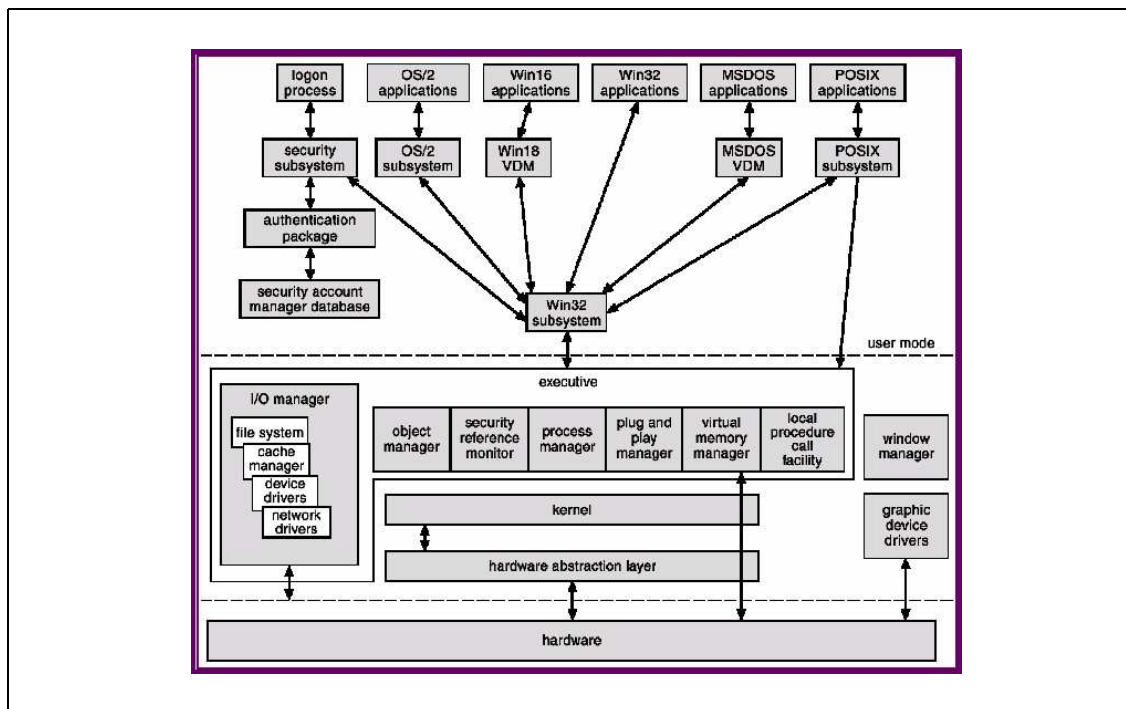 logon
process
OS/2
applications
Win16
applications
Win32
applications
MSDOS
applications
POSIX
applications
security
subsystem
OS/2
subsystem
Win18
VDM
MSDOS
VDM
POSIX
subsystem
authentication
package
security account
manager database
Win32
subsystem
user mode
executive
I/O manager
file system
cache
manager
device
drivers
network
drivers
object
manager
security
reference
monitor
process
manager
plug and
play
manager
virtual
memory
manager
local
procedure
call
facility
window
manager
kernel
graphic
device
drivers
hardware abstraction layer
hardware